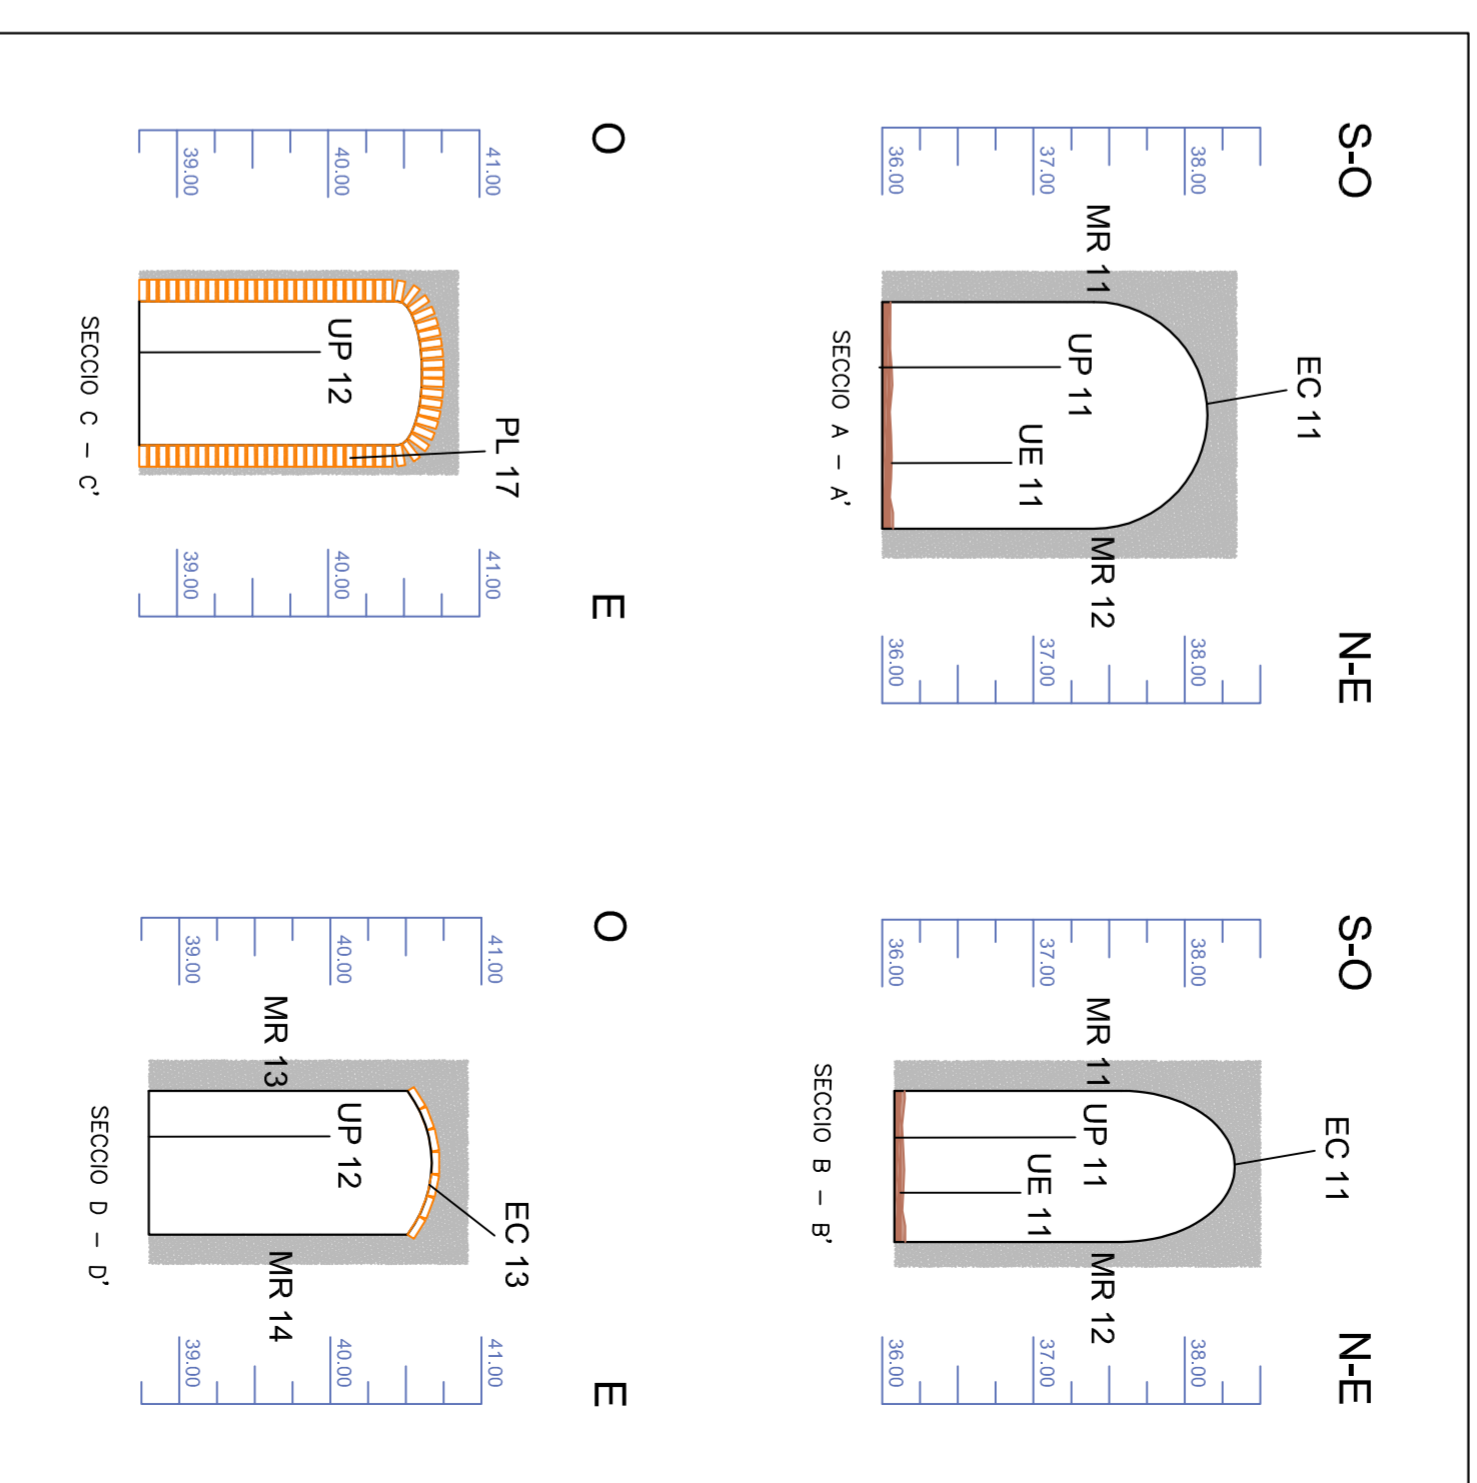 S-O
N-E
EC 11
38.00
38.00
MR 11
MR 12
UP 11
UE 11
37.00
37.00
36.00
36.00
SECCIO A - A'
S-O
N-E
EC 11
38.00
38.00
MR 11
MR 12
UP 11
UE 11
37.00
37.00
36.00
36.00
SECCIO B - B'
O
E
41.00
41.00
PL 17
UP 12
40.00
40.00
39.00
39.00
SECCIO C - C'
O
E
41.00
41.00
EC 13
UP 12
40.00
40.00
MR 13
MR 14
39.00
39.00
SECCIO D - D'